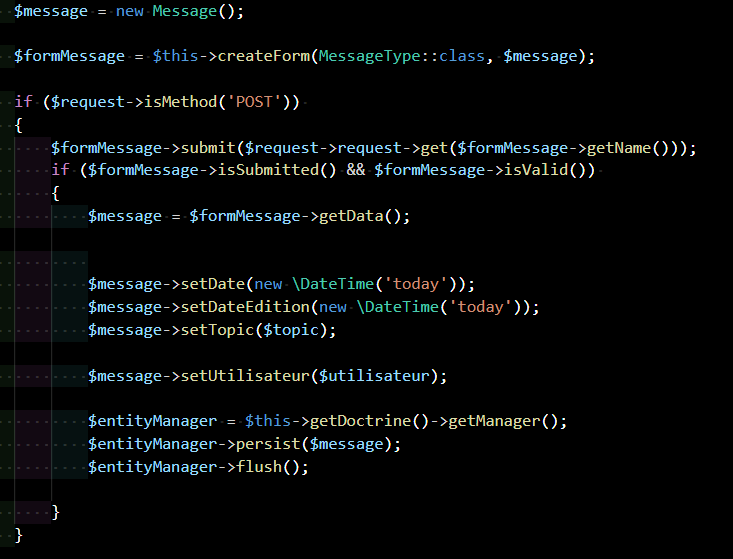 $message = new Message();
$formMessage = $this->createForm(MessageType::class, $message);
if ($request->isMethod('POST'))
{
$formMessage->submit($request->request->get($formMessage->getName()));
if ($formMessage->isSubmitted() && $formMessage->isValid())
{
$message = $formMessage->getData();
$message->setDate(new \DateTime('today'));
$message->setDateEdition(new \DateTime('today'));
$message->setTopic($topic);
$message->setUtilisateur($utilisateur);
$entityManager = $this->getDoctrine()->getManager();
$entityManager->persist($message);
$entityManager->flush();
}
}